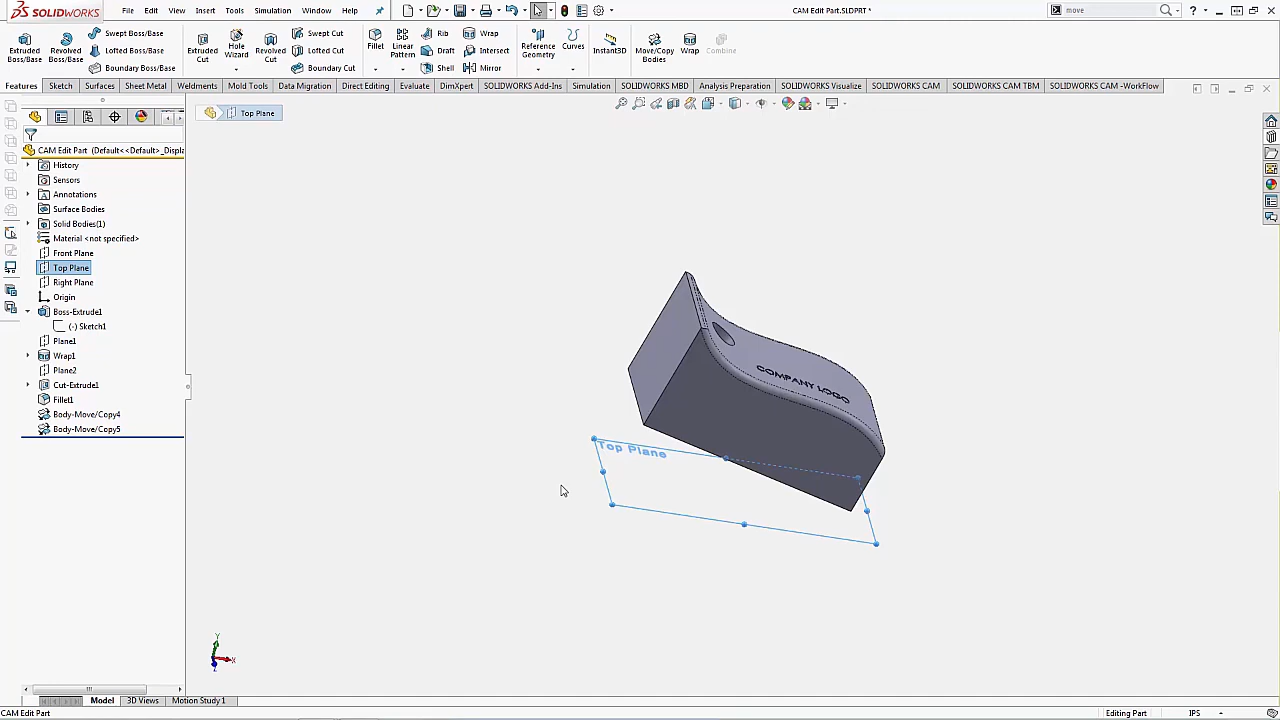 SOLIDWORKS File Edit View Insert Tools Simulation Window Help CAM Edit Part.SLDPRT * move
Extruded Boss/Base Revolved Boss/Base Swept Boss/Base Lofted Boss/Base Boundary Boss/Base Extruded Cut Hole Wizard Revolved Cut Swept Cut Lofted Cut Boundary Cut Fillet Linear Pattern Rib Draft Shell Wrap Intersect Mirror Reference Geometry Curves Instant3D Move/Copy Bodies Wrap Combine
Features Sketch Surfaces Sheet Metal Weldments Mold Tools Data Migration Direct Editing Evaluate DimXpert SOLIDWORKS Add-Ins Simulation SOLIDWORKS MBD Analysis Preparation SOLIDWORKS Visualize SOLIDWORKS CAM SOLIDWORKS CAM TBM SOLIDWORKS CAM -WorkFlow
Top Plane
CAM Edit Part (Default<<Default>_Displa
History
Sensors
Annotations
Surface Bodies
Solid Bodies(1)
Material <not specified>
Front Plane
Top Plane
Right Plane
Origin
Boss-Extrude1
(-) Sketch1
Plane1
Wrap1
Plane2
Cut-Extrude1
Fillet1
Body-Move/Copy4
Body-Move/Copy5
COMPANY LOGO
Top Plane
Y
X
Z
Model 3D Views Motion Study 1
CAM Edit Part Editing Part IPS